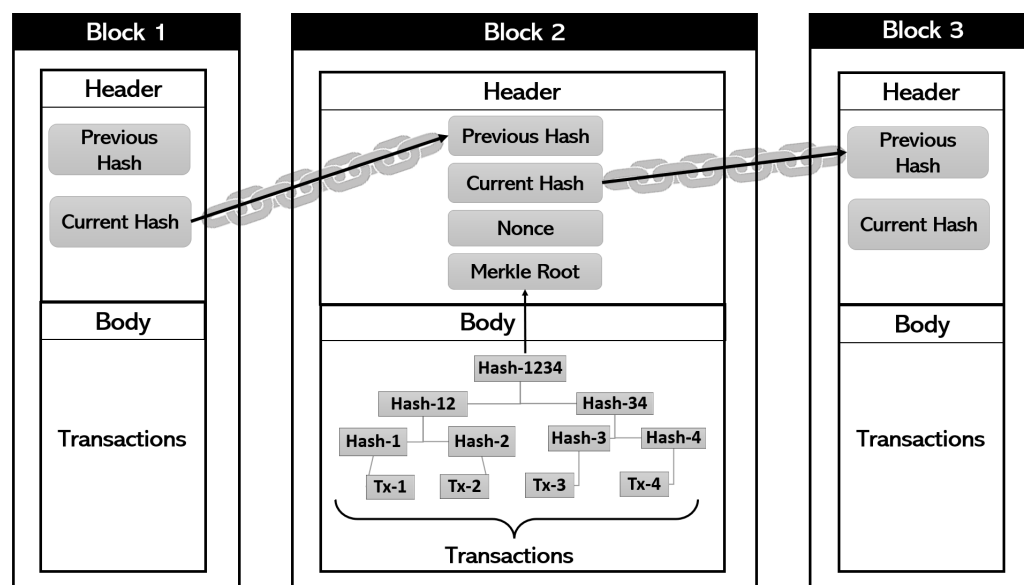 Block 1
Header
Previous
Hash
Current Hash
Body
Transactions
Block 2
Header
Previous Hash
Current Hash
Nonce
Merkle Root
Body
Hash-1234
Hash-12
Hash-34
Hash-1
Hash-2
Hash-3
Hash-4
Tx-1
Tx-2
Tx-3
Tx-4
Transactions
Block 3
Header
Previous
Hash
Current Hash
Body
Transactions